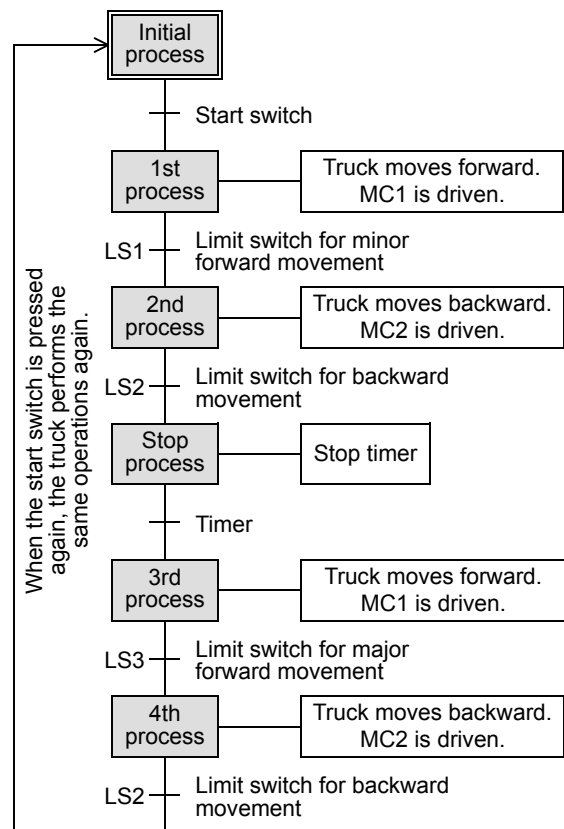 Initial
process
Start switch
1st
process
Truck moves forward.
MC1 is driven.
LS1
Limit switch for minor
forward movement
2nd
process
Truck moves backward.
MC2 is driven.
LS2
Limit switch for backward
movement
Stop
process
Stop timer
Timer
3rd
process
Truck moves forward.
MC1 is driven.
LS3
Limit switch for major
forward movement
4th
process
Truck moves backward.
MC2 is driven.
LS2
Limit switch for backward
movement
When the start switch is pressed
again, the truck performs the
same operations again.